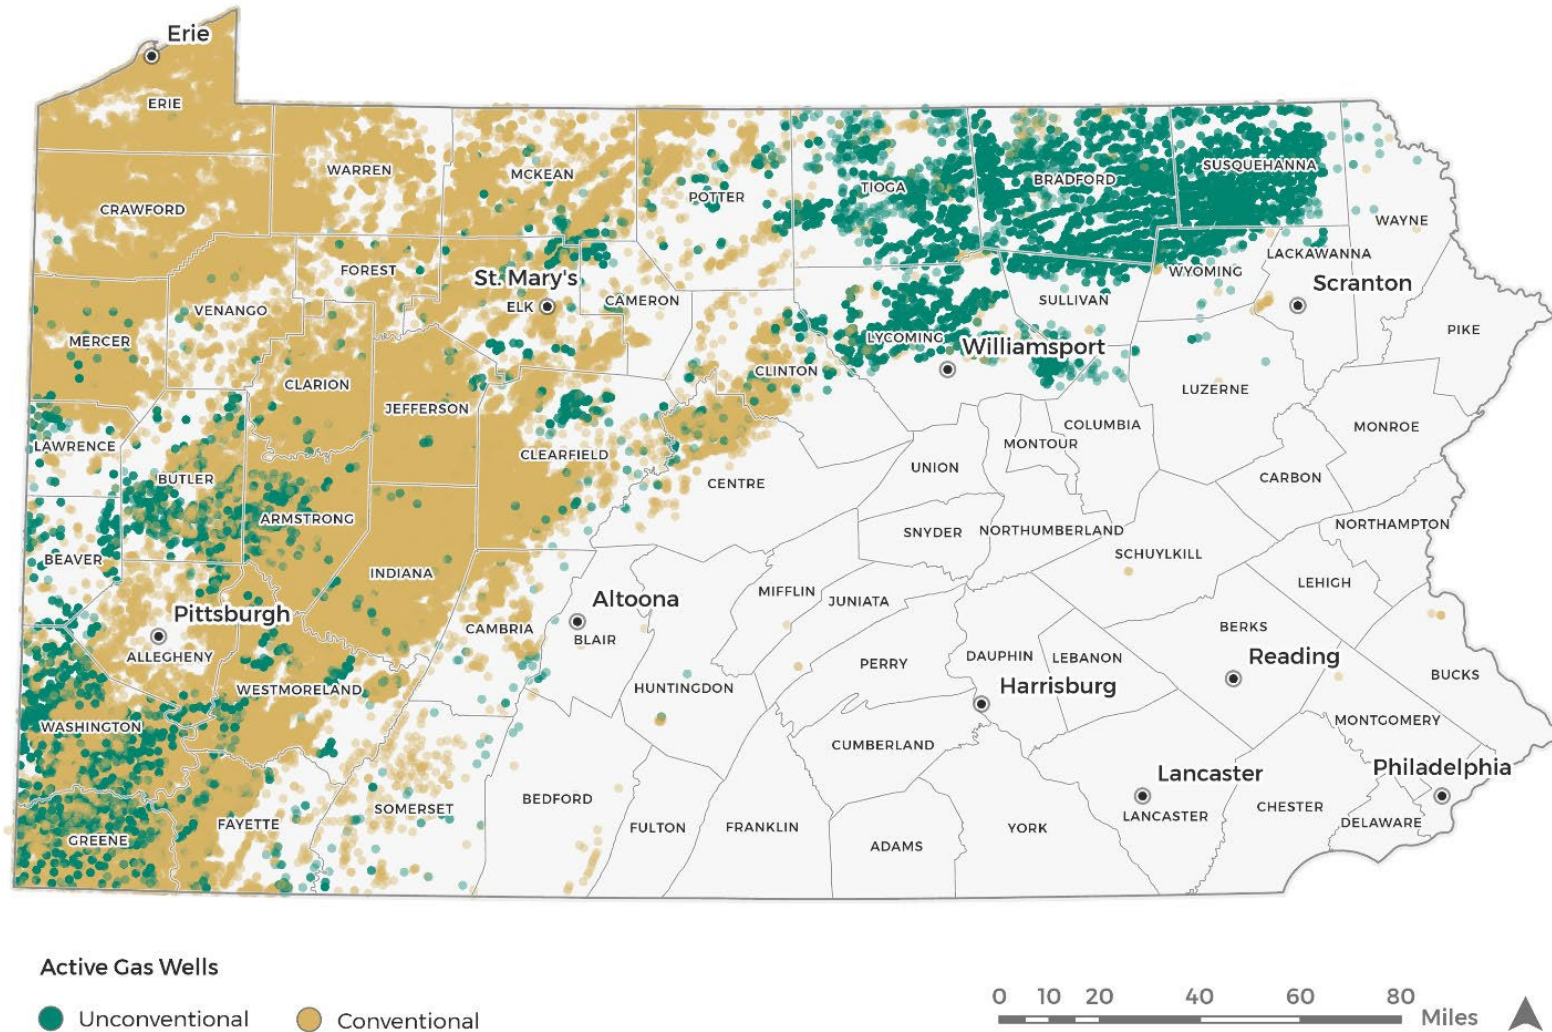 Erie
ERIE
WARREN
MCKEAN
POTTER
TIOGA
BRADFORD
SUSQUEHANNA
CRAWFORD
WAYNE
FOREST
LACKAWANNA
WYOMING
St. Mary's
ELK
CAMERON
SULLIVAN
Scranton
VENANGO
MERCER
LYCOMING
Williamsport
PIKE
CLARION
CLINTON
LUZERNE
JEFFERSON
COLUMBIA
MONROE
LAWRENCE
MONTOUR
CLEARFIELD
UNION
BUTLER
CENTRE
CARBON
ARMSTRONG
SNYDER
NORTHUMBERLAND
NORTHAMPTON
BEAVER
SCHUYLKILL
INDIANA
LEHIGH
MIFFLIN
JUNIATA
Altoona
Pittsburgh
CAMBRIA
BLAIR
BERKS
ALLEGHENY
PERRY
DAUPHIN
LEBANON
Reading
BUCKS
WESTMORELAND
HUNTINGDON
Harrisburg
WASHINGTON
MONTGOMERY
CUMBERLAND
Lancaster
Philadelphia
BEDFORD
SOMERSET
CHESTER
LANCASTER
FAYETTE
FULTON
FRANKLIN
YORK
DELAWARE
GREENE
ADAMS
Active Gas Wells
Unconventional
Conventional
0 10 20 40 60 80
Miles